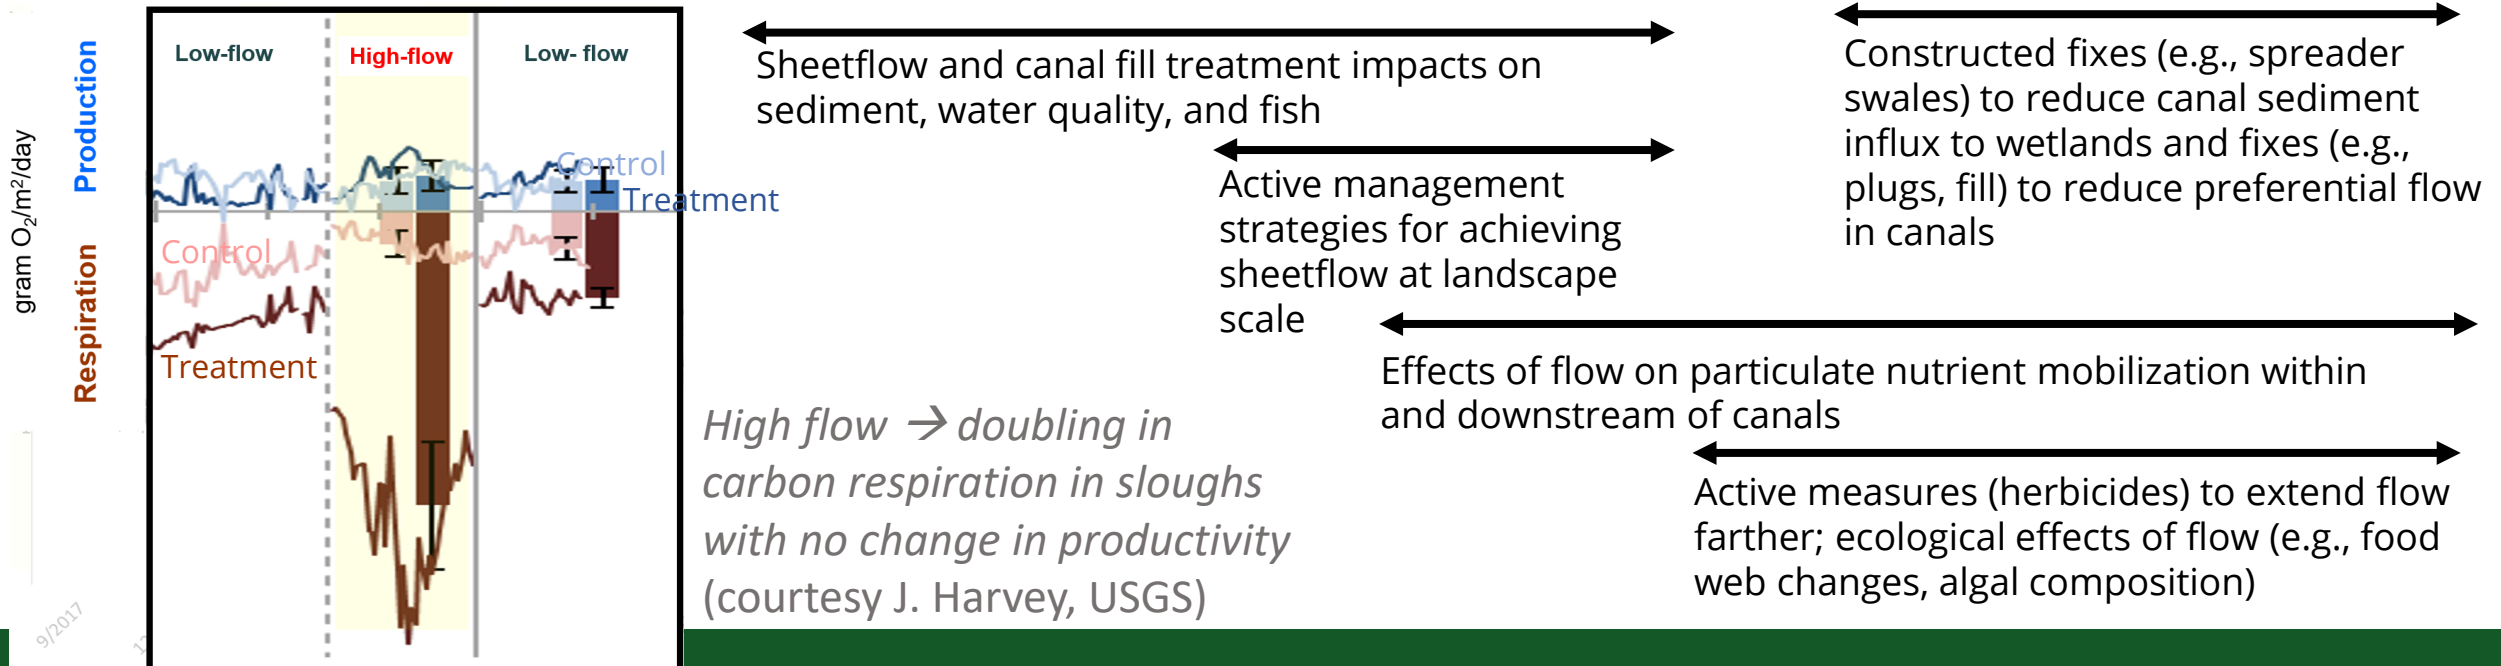 Production
Respiration
gram O₂/m²/day
Low-flow
High-flow
Low- flow
Control
Treatment
Control
Treatment
9/2017
Sheetflow and canal fill treatment impacts on
sediment, water quality, and fish
Active management
strategies for achieving
sheetflow at landscape
scale
Constructed fixes (e.g., spreader
swales) to reduce canal sediment
influx to wetlands and fixes (e.g.,
plugs, fill) to reduce preferential flow
in canals
Effects of flow on particulate nutrient mobilization within
and downstream of canals
Active measures (herbicides) to extend flow
farther; ecological effects of flow (e.g., food
web changes, algal composition)
High flow → doubling in
carbon respiration in sloughs
with no change in productivity
(courtesy J. Harvey, USGS)